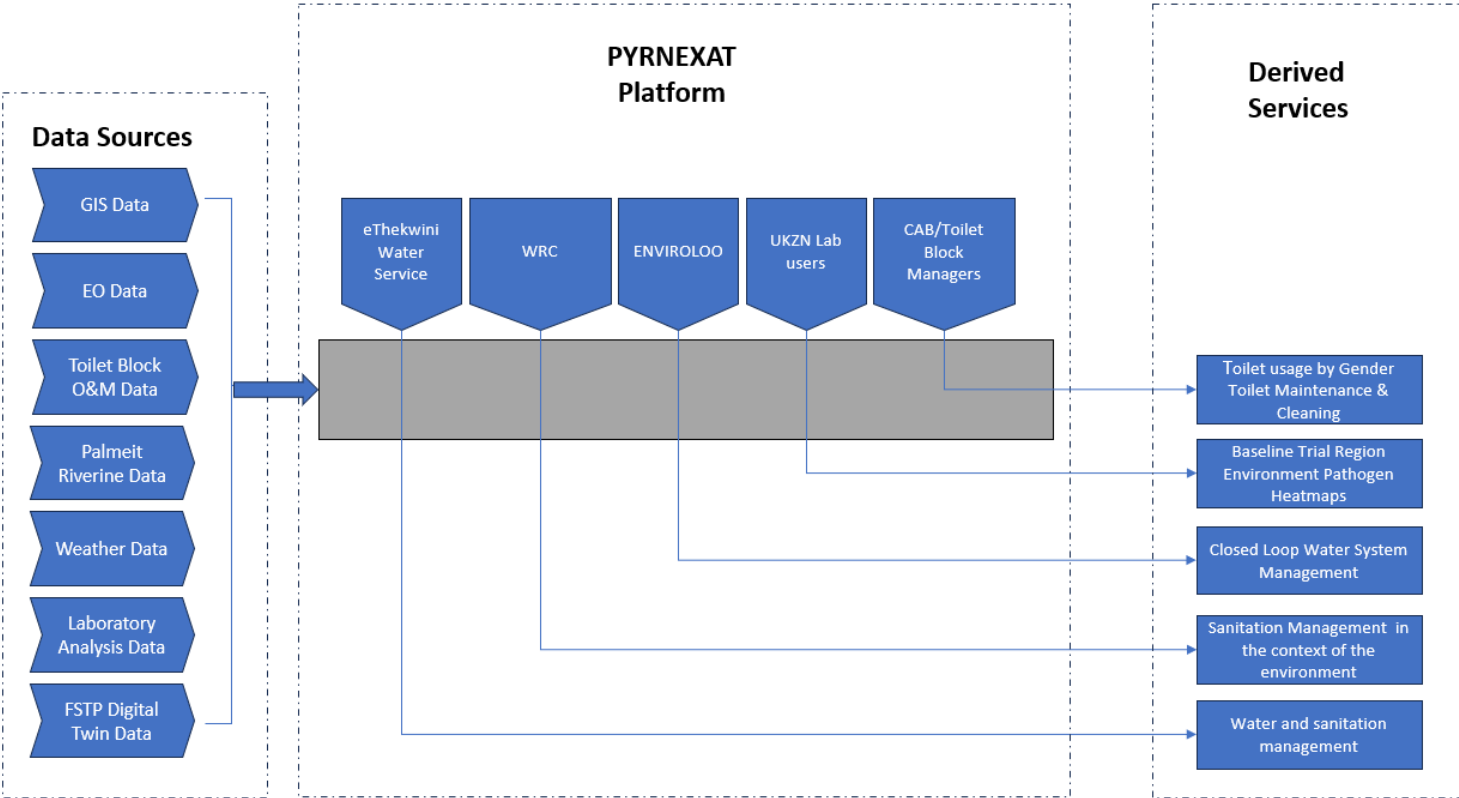 PYRNEXAT
Platform
Derived
Services
Data Sources
GIS Data
EO Data
Toilet Block
O&M Data
Palmeit
Riverine Data
Weather Data
Laboratory
Analysis Data
FSTP Digital
Twin Data
eThekwini
Water
Service
WRC
ENVIROLOO
UKZN Lab
users
CAB/Toilet
Block
Managers
Toilet usage by Gender
Toilet Maintenance &
Cleaning
Baseline Trial Region
Environment Pathogen
Heatmaps
Closed Loop Water System
Management
Sanitation Management in
the context of the
environment
Water and sanitation
management